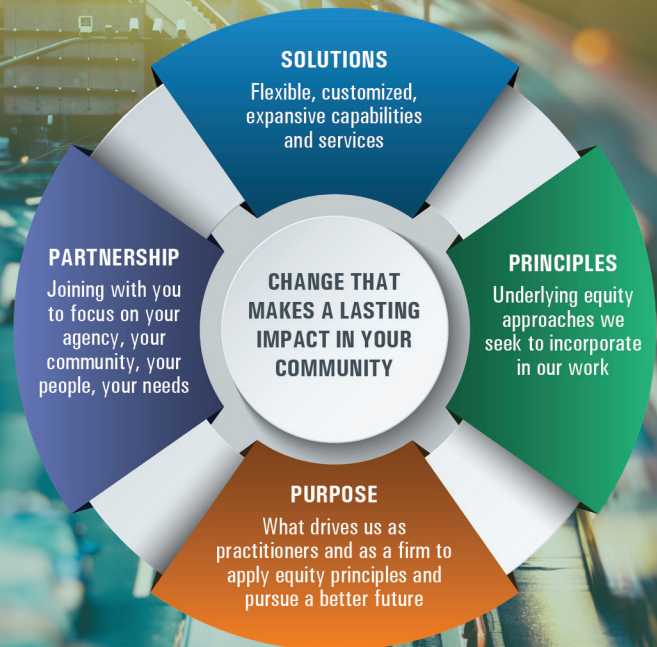 SOLUTIONS
Flexible, customized,
expansive capabilities
and services
PRINCIPLES
Underlying equity
approaches we
seek to incorporate
in our work
PURPOSE
What drives us as
practitioners and as a firm to
apply equity principles and
pursue a better future
PARTNERSHIP
Joining with you
to focus on your
agency, your
community, your
people, your needs
CHANGE THAT
MAKES A LASTING
IMPACT IN YOUR
COMMUNITY